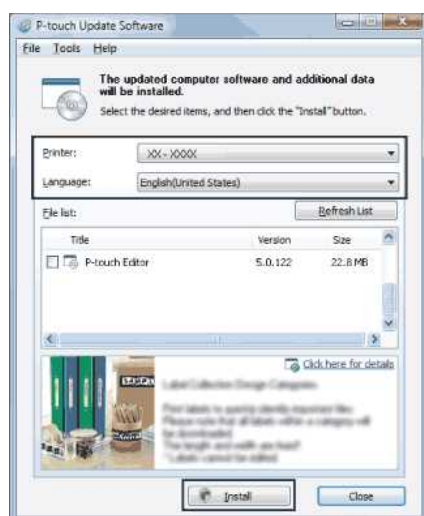 P-touch Update Software
File Tools Help
The updated computer software and additional data
will be installed.
Select the desired items, and then click the "Install" button.
Printer: XX-XXXX
Language: English(United States)
File list: Refresh List
Title Version Size
P-touch Editor 5.0.122 22.8 MB
Click here for details
Label Collection Design Categories
Install Close